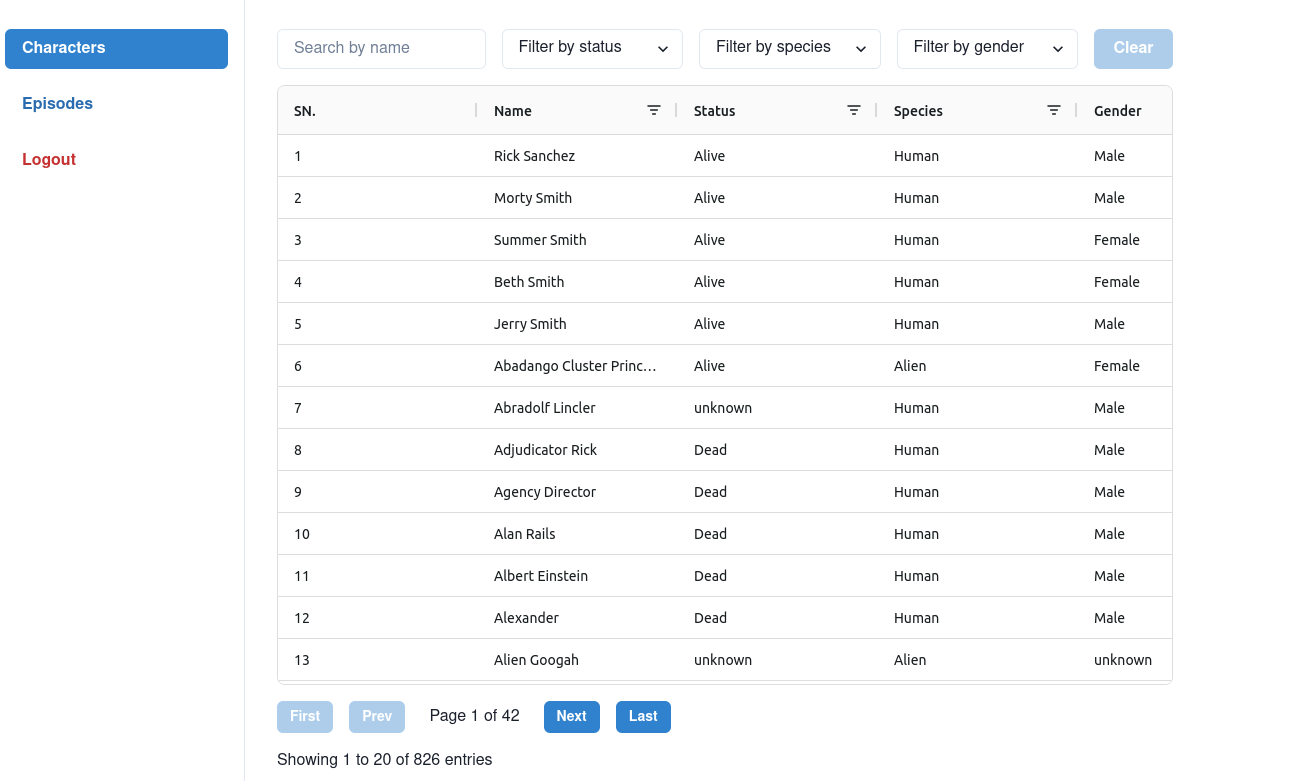 Characters
Episodes
Logout
Search by name Filter by status Filter by species Filter by gender Clear
SN. Name Status Species Gender
1 Rick Sanchez Alive Human Male
2 Morty Smith Alive Human Male
3 Summer Smith Alive Human Female
4 Beth Smith Alive Human Female
5 Jerry Smith Alive Human Male
6 Abadango Cluster Princ... Alive Alien Female
7 Abradolf Lincler unknown Human Male
8 Adjudicator Rick Dead Human Male
9 Agency Director Dead Human Male
10 Alan Rails Dead Human Male
11 Albert Einstein Dead Human Male
12 Alexander Dead Human Male
13 Alien Googah unknown Alien unknown
First Prev Page 1 of 42 Next Last
Showing 1 to 20 of 826 entries